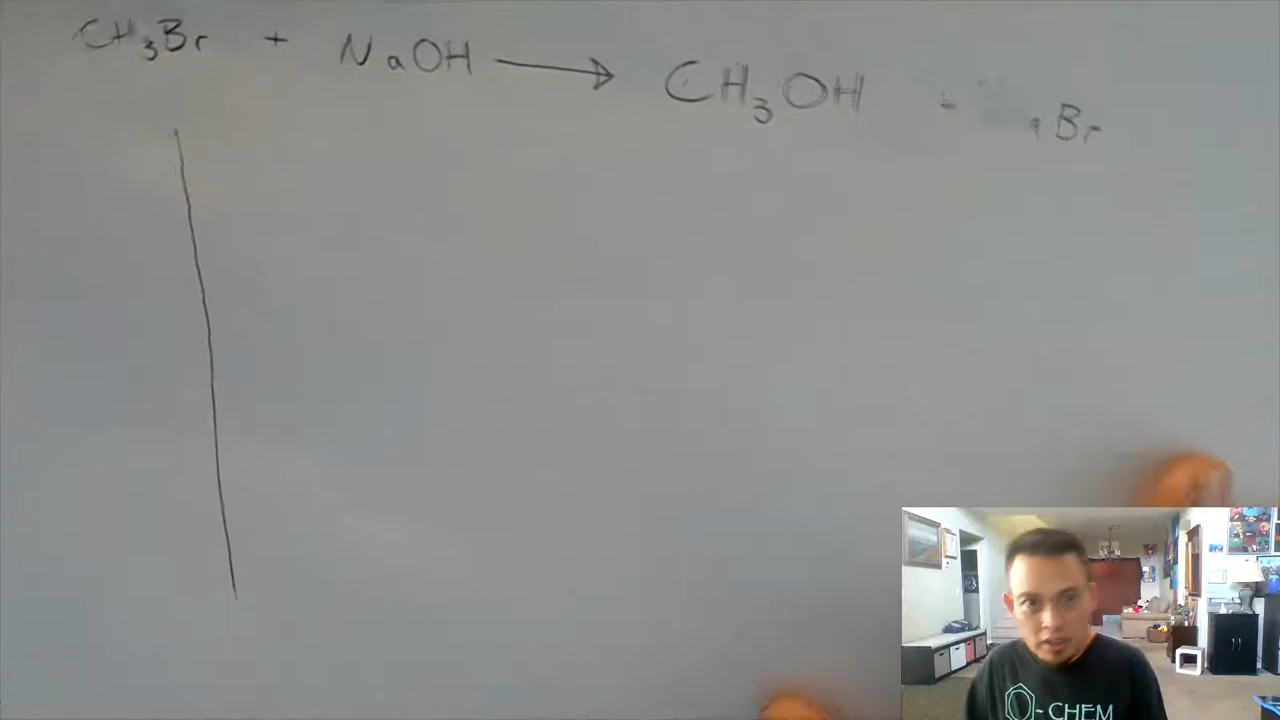 CH₃Br + NaOH → CH₃OH Br
O-CHEM